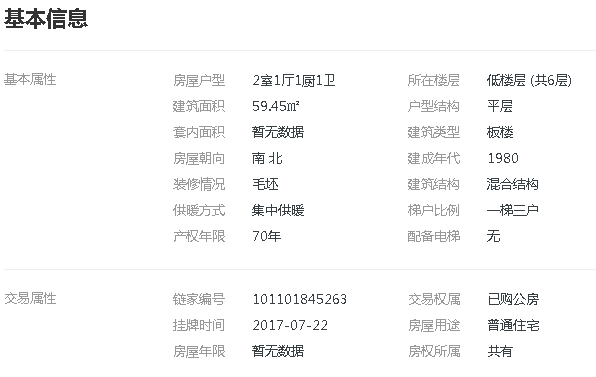 基本信息
基本属性 房屋户型 2室1厅1厨1卫 所在楼层 低楼层 (共6层)
建筑面积 59.45㎡ 户型结构 平层
套内面积 暂无数据 建筑类型 板楼
房屋朝向 南 北 建成年代 1980
装修情况 毛坯 建筑结构 混合结构
供暖方式 集中供暖 梯户比例 一梯三户
产权年限 70年 配备电梯 无
交易属性 链家编号 101101845263 交易权属 已购公房
挂牌时间 2017-07-22 房屋用途 普通住宅
房屋年限 暂无数据 房权所属 共有